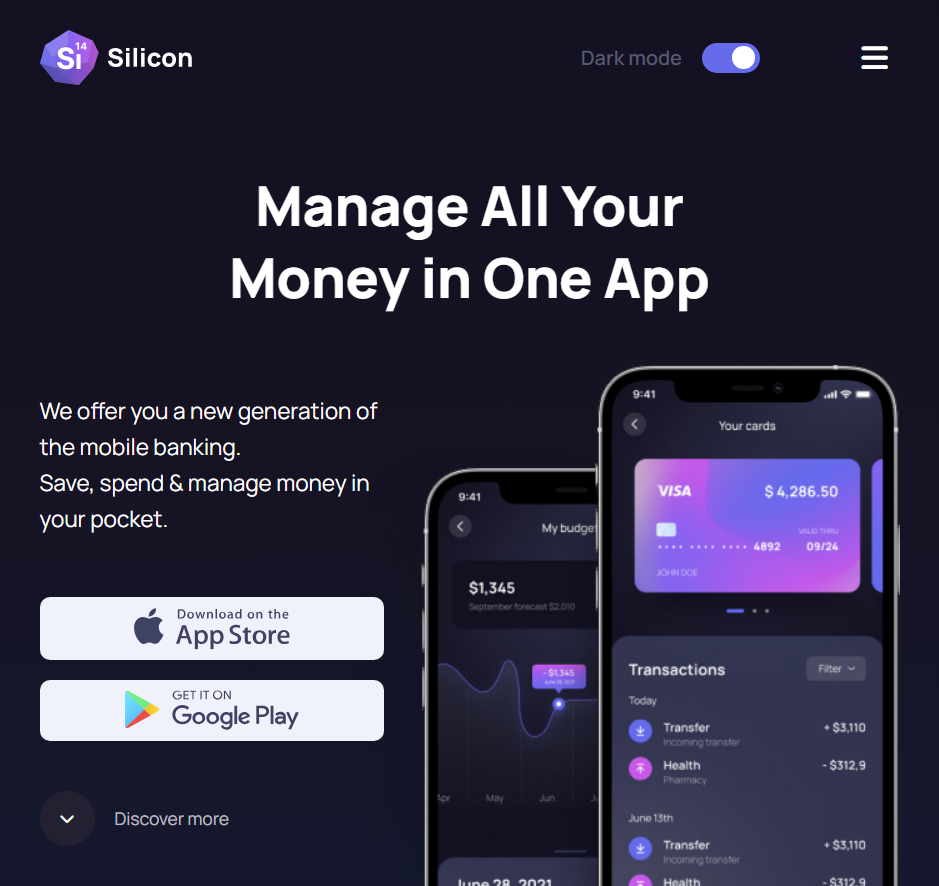 Si 14 Silicon
Dark mode
Manage All Your
Money in One App
We offer you a new generation of
the mobile banking.
Save, spend & manage money in
your pocket.
Download on the
App Store
GET IT ON
Google Play
Discover more
9:41
My budget
$1,345
September forecast $2,010
- $1,345
June 28, 2021
Apr May Jun
June 28, 2021
9:41
Your cards
VISA $ 4,286.50
VALID THRU
•••• •••• •••• 4892 09/24
JOHN DOE
Transactions Filter
Today
Transfer + $3,110
Incoming transfer
Health - $312,9
Pharmacy
June 13th
Transfer + $3,110
Incoming transfer
Health - $312,9